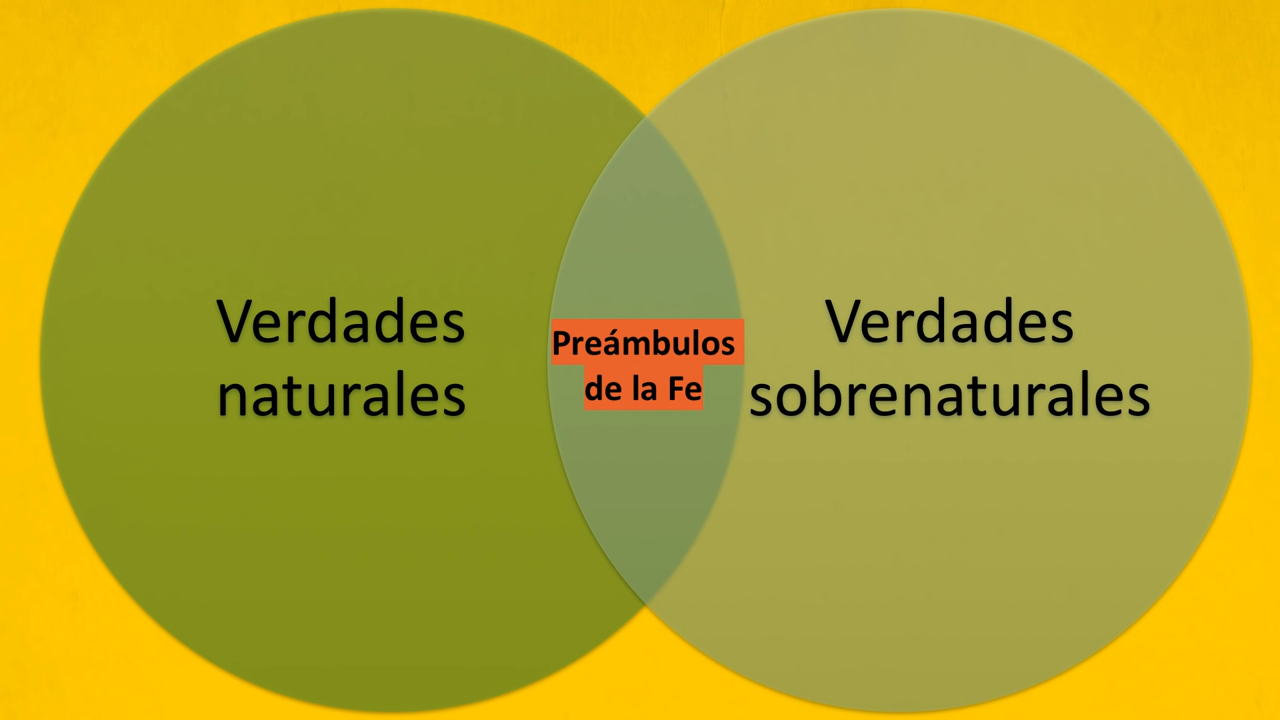 Verdades
naturales
Preámbulos
de la Fe
Verdades
sobrenaturales